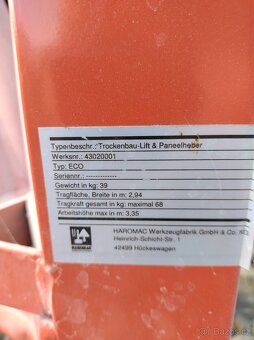 Typenbeschr.:Trockenbau-Lift & Paneelheber
Werksnr.: 43020001
Typ: ECO
Seriennr.: -------------
Gewicht in kg: 39
Tragfläche, Breite in m: 2,94
Tragkraft gesamt in kg: maximal 68
Arbeitshöhe max in m: 3,35
HAROMAC Werkzeugfabrik GmbH & Co. KG
Heinrich-Schicht-Str. 1
42499 Hückeswagen
HAROMAC